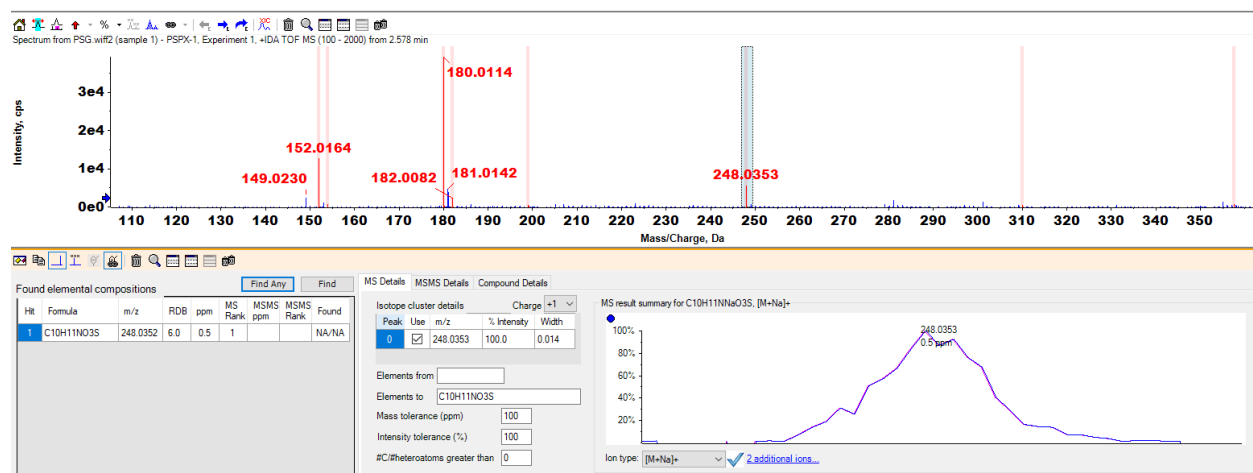 % XIC
Spectrum from PSG.wiff2 (sample 1) - PSPX-1, Experiment 1, +IDA TOF MS (100 - 2000) from 2.578 min
Intensity, cps
3e4
2e4
1e4
0e0
180.0114
152.0164
149.0230
182.0082
181.0142
248.0353
110 120 130 140 150 160 170 180 190 200 210 220 230 240 250 260 270 280 290 300 310 320 330 340 350
Mass/Charge, Da
Found elemental compositions
Find Any Find
Hit Formula m/z RDB ppm MS Rank MSMS ppm MSMS Rank Found
1 C10H11NO3S 248.0352 6.0 0.5 1 NA/NA
MS Details MSMS Details Compound Details
Isotope cluster details Charge +1
Peak Use m/z % Intensity Width
0 248.0353 100.0 0.014
Elements from
Elements to C10H11NO3S
Mass tolerance (ppm) 100
Intensity tolerance (%) 100
#C/#heteroatoms greater than 0
MS result summary for C10H11NNaO3S, [M+Na]+
100%
80%
60%
40%
20%
248.0353
0.5 ppm
Ion type: [M+Na]+ 2 additional ions...